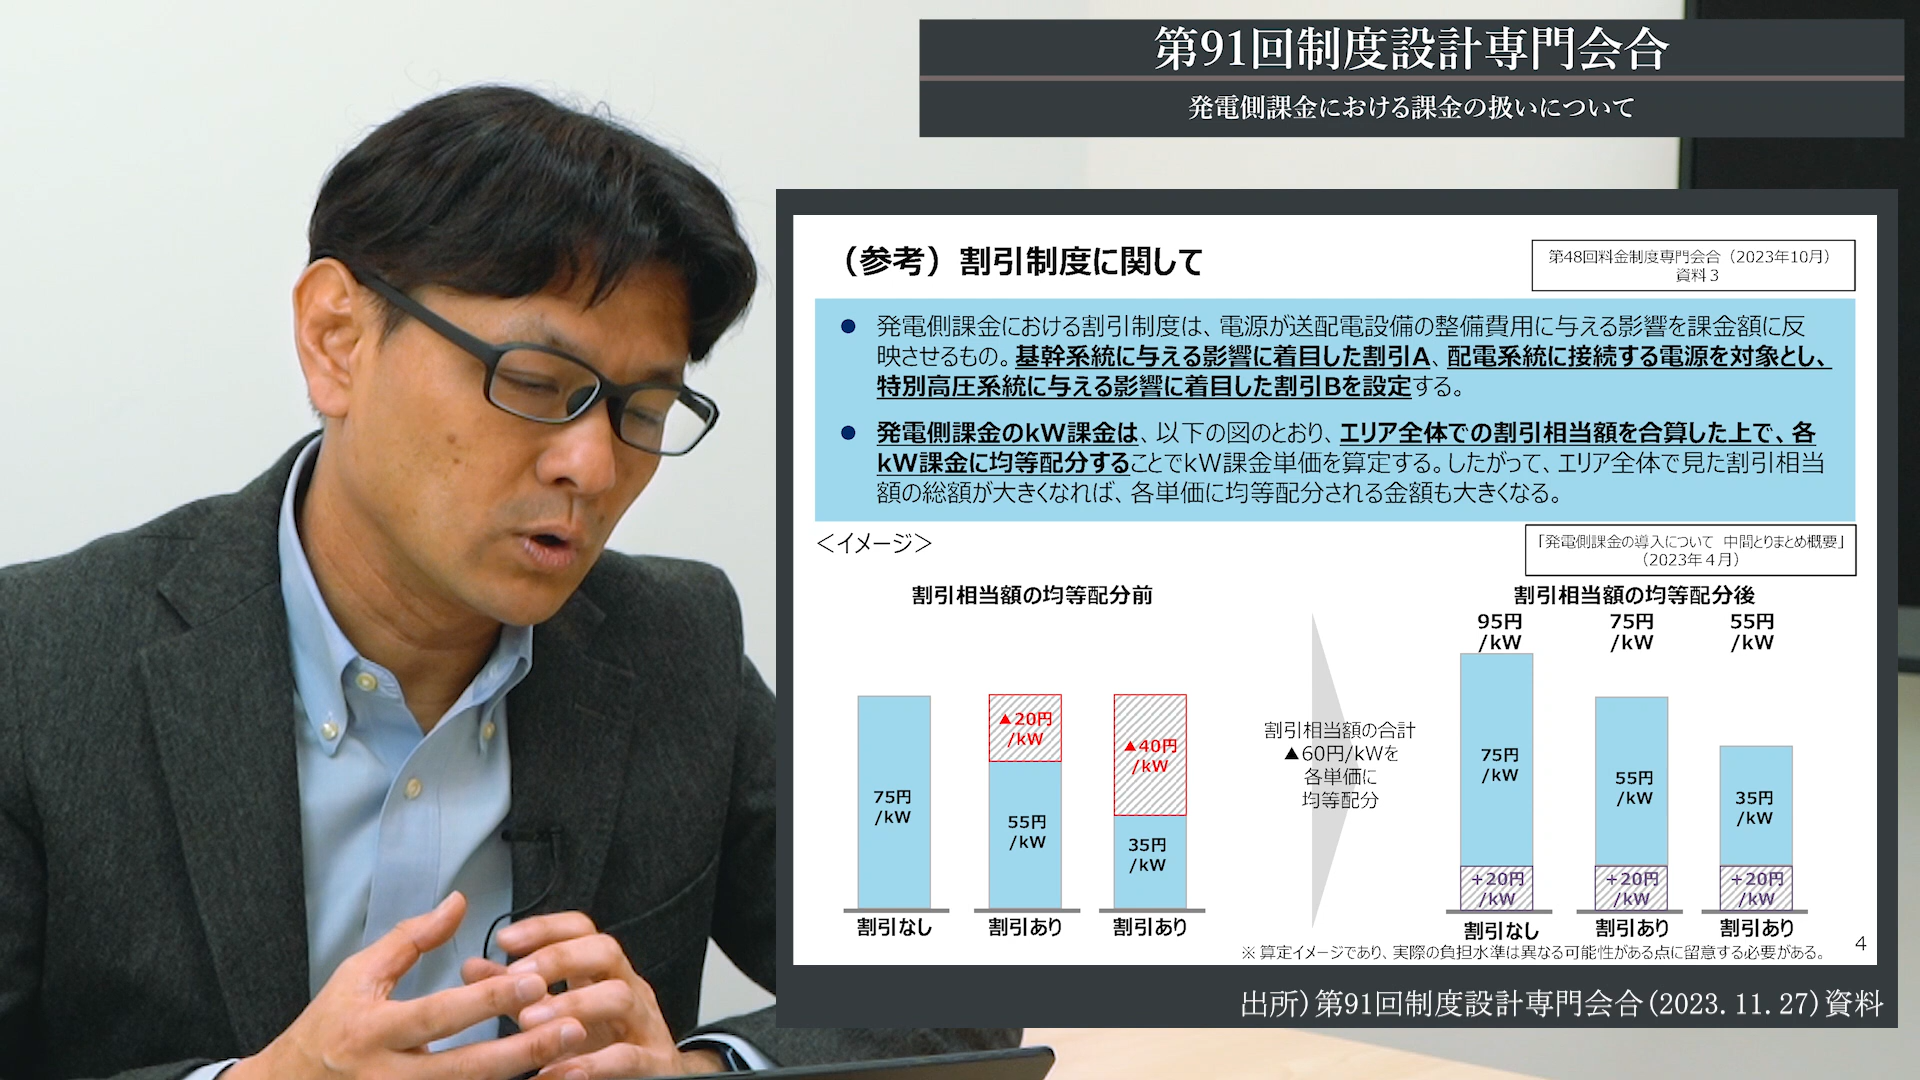 第91回制度設計専門会合
発電側課金における課金の扱いについて
（参考）割引制度に関して
第48回料金制度専門会合（2023年10月）
資料３
● 発電側課金における割引制度は、電源が送配電設備の整備費用に与える影響を課金額に反
映させるもの。基幹系統に与える影響に着目した割引A、配電系統に接続する電源を対象とし、
特別高圧系統に与える影響に着目した割引Bを設定する。
● 発電側課金のkW課金は、以下の図のとおり、エリア全体での割引相当額を合算した上で、各
kW課金に均等配分することでkW課金単価を算定する。したがって、エリア全体で見た割引相当
額の総額が大きくなれば、各単価に均等配分される金額も大きくなる。
＜イメージ＞
「発電側課金の導入について 中間とりまとめ概要」
（2023年４月）
割引相当額の均等配分前
75円
/kW
▲20円
/kW
55円
/kW
▲40円
/kW
35円
/kW
割引なし
割引あり
割引あり
割引相当額の合計
▲60円/kWを
各単価に
均等配分
割引相当額の均等配分後
95円
/kW
75円
/kW
55円
/kW
75円
/kW
55円
/kW
35円
/kW
+20円
/kW
+20円
/kW
+20円
/kW
割引なし
割引あり
割引あり
※ 算定イメージであり、実際の負担水準は異なる可能性がある点に留意する必要がある。
4
出所)第91回制度設計専門会合(2023.11.27)資料